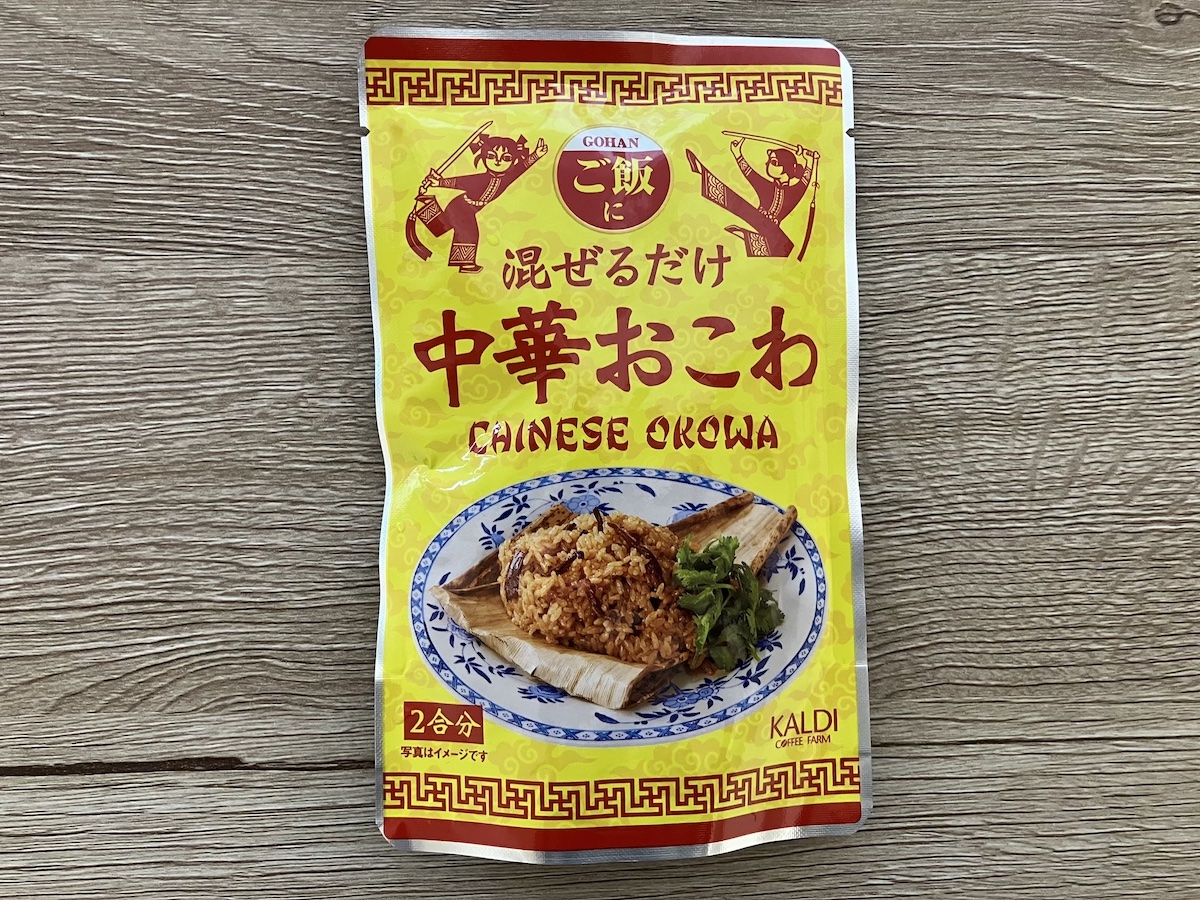 GOHAN
ご飯
に
混ぜるだけ
中華おこわ
CHINESE OKOWA
2合分
写真はイメージです
KALDI
COFFEE FARM